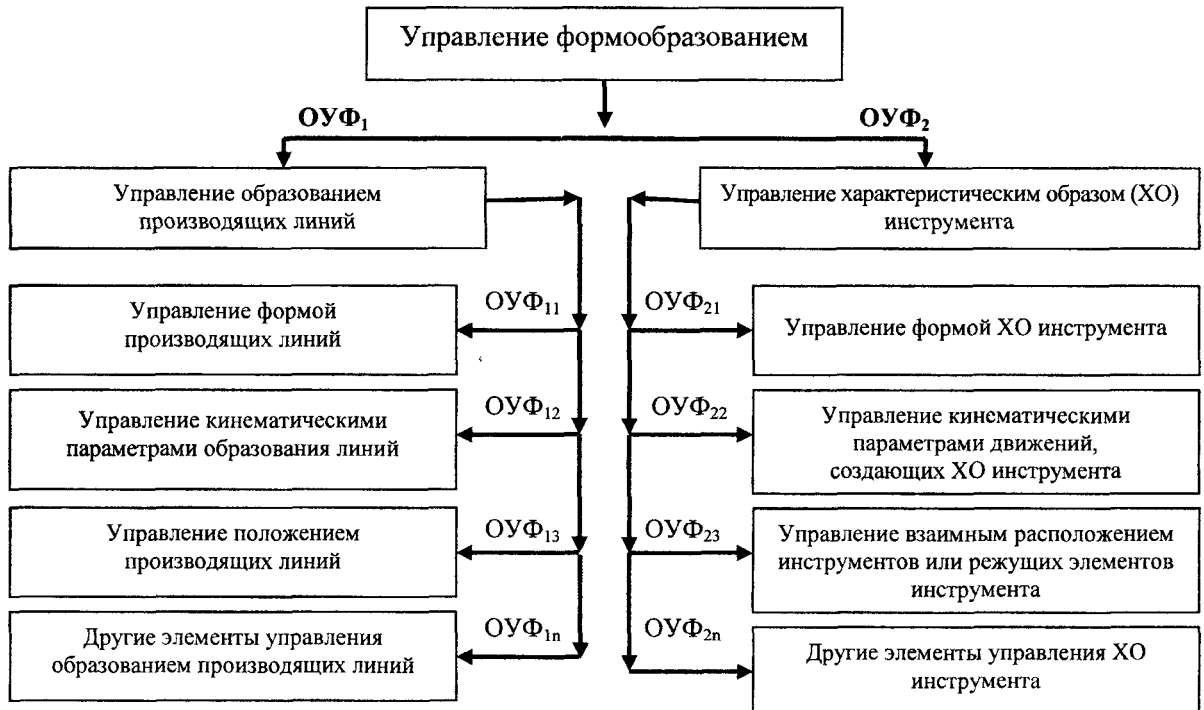 Управление формообразованием
ОУФ₁
ОУФ₂
Управление образованием
производящих линий
Управление характеристическим образом (ХО)
инструмента
ОУФ₁₁
ОУФ₂₁
Управление формой
производящих линий
Управление формой ХО инструмента
ОУФ₁₂
ОУФ₂₂
Управление кинематическими
параметрами образования линий
Управление кинематическими
параметрами движений,
создающих ХО инструмента
ОУФ₁₃
ОУФ₂₃
Управление положением
производящих линий
Управление взаимным расположением
инструментов или режущих элементов
инструмента
ОУФ₁ₙ
ОУФ₂ₙ
Другие элементы управления
образованием производящих линий
Другие элементы управления ХО
инструмента